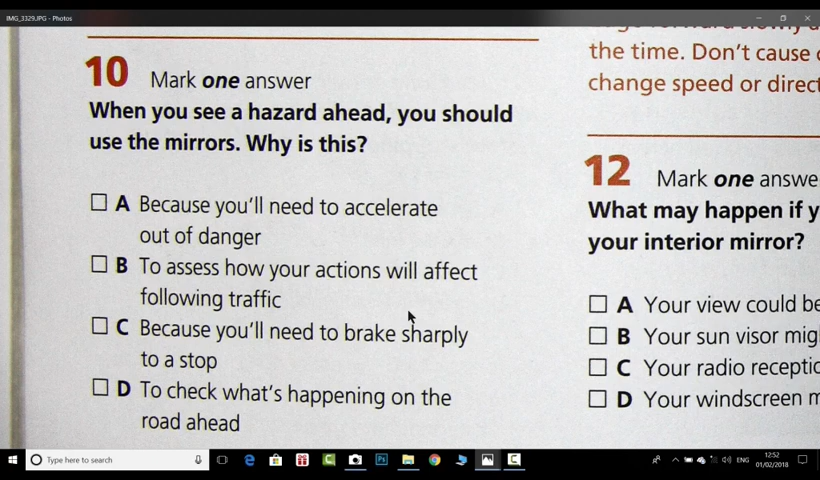 IMG_3329.JPG - Photos
10 Mark one answer
When you see a hazard ahead, you should
use the mirrors. Why is this?
A Because you'll need to accelerate
out of danger
B To assess how your actions will affect
following traffic
C Because you'll need to brake sharply
to a stop
D To check what's happening on the
road ahead
the time. Don't cause
change speed or direct
12 Mark one answe
What may happen if y
your interior mirror?
A Your view could be
B Your sun visor mig
C Your radio receptio
D Your windscreen
Type here to search
ENG
12:52
01/02/2018